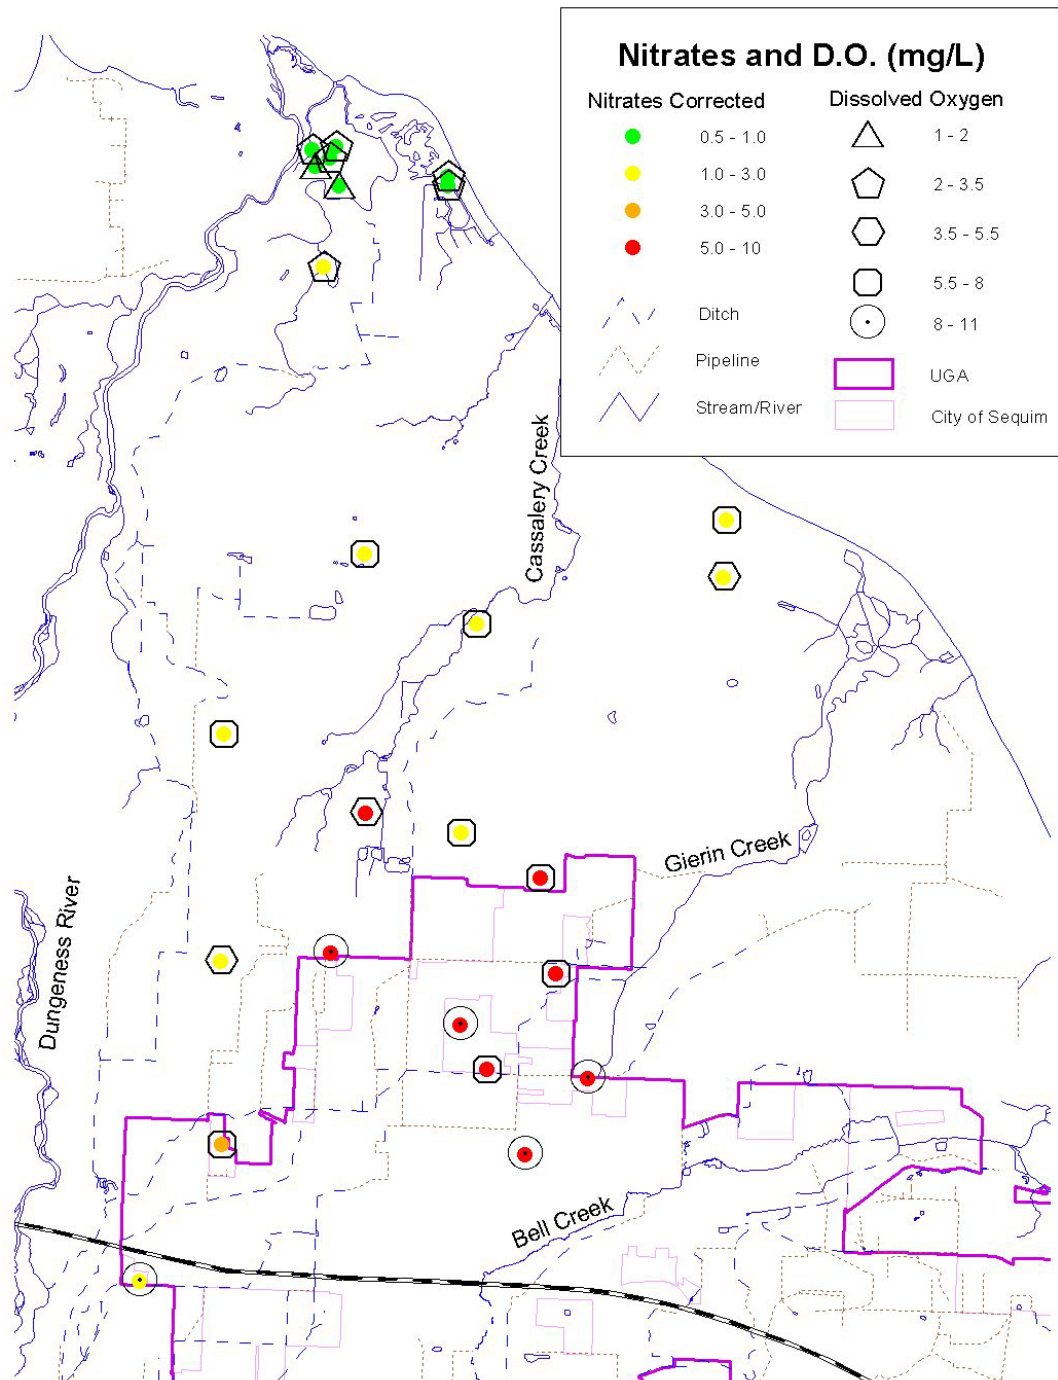 Nitrates and D.O. (mg/L)
Nitrates Corrected
0.5 - 1.0
1.0 - 3.0
3.0 - 5.0
5.0 - 10
Ditch
Pipeline
Stream/River
Dissolved Oxygen
1 - 2
2 - 3.5
3.5 - 5.5
5.5 - 8
8 - 11
UGA
City of Sequim
Cassalery Creek
Gierin Creek
Dungeness River
Bell Creek